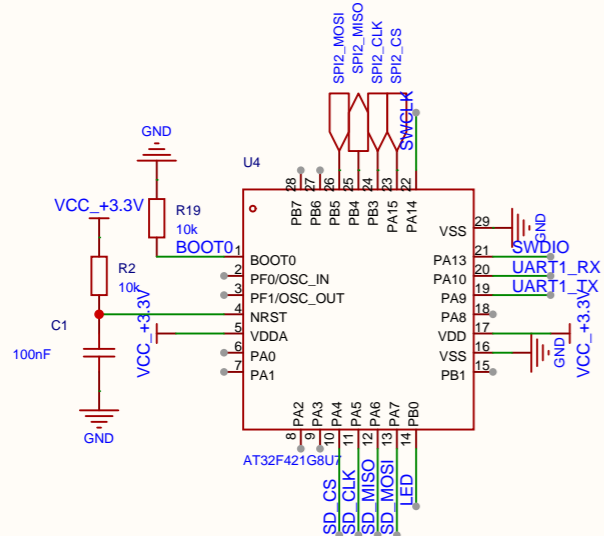 SPI2_MOSI
SPI2_MISO
SPI2_CLK
SPI2_CS
SWCLK
GND
U4
28
27
26
25
24
23
22
PB7
PB6
PB5
PB4
PB3
PA15
PA14
VCC_+3.3V
R19
10k
BOOT0
R2
10k
C1
100nF
VCC_+3.3V
GND
1 BOOT0
2 PF0/OSC_IN
3 PF1/OSC_OUT
4 NRST
5 VDDA
6 PA0
7 PA1
VSS 29
GND
PA13 21 SWDIO
PA10 20 UART1_RX
PA9 19 UART1_TX
PA8 18
VDD 17
VSS 16
PB1 15
GND
VCC_+3.3V
PA2
PA3
PA4
PA5
PA6
PA7
PB0
8
9
10
11
12
13
14
AT32F421G8U7
SD_CS
SD_CLK
SD_MISO
SD_MOSI
LED